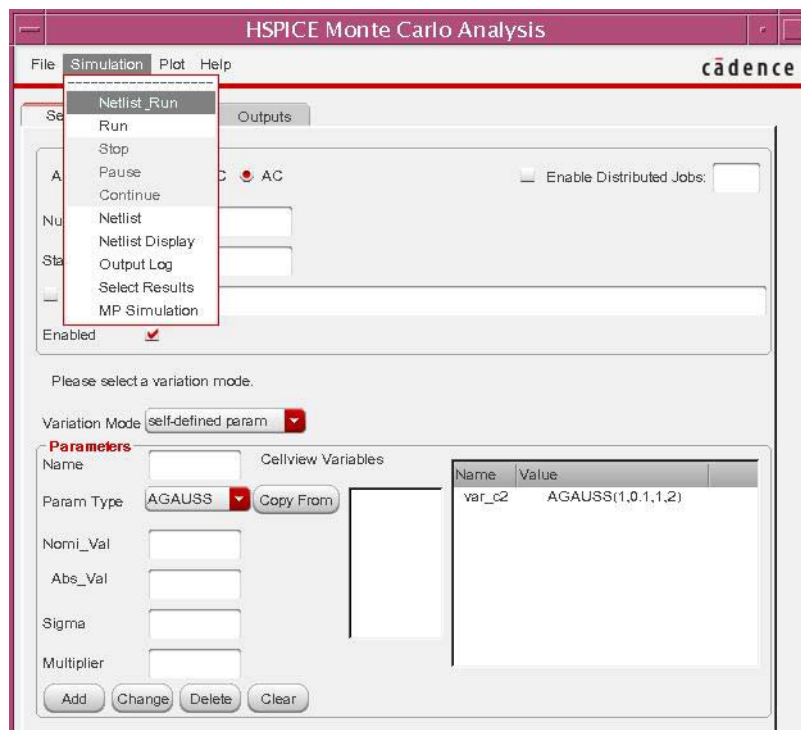 HSPICE Monte Carlo Analysis
File Simulation Plot Help
cādence
Netlist_Run
Outputs
Run
Stop
Pause
AC
Enable Distributed Jobs:
Continue
Netlist
Netlist Display
Output Log
Select Results
MP Simulation
Enabled
Please select a variation mode.
Variation Mode self-defined param
Parameters
Name
Cellview Variables
Name Value
Param Type AGAUSS Copy From
var_c2 AGAUSS(1,0.1,1,2)
Nomi_Val
Abs_Val
Sigma
Multiplier
Add Change Delete Clear